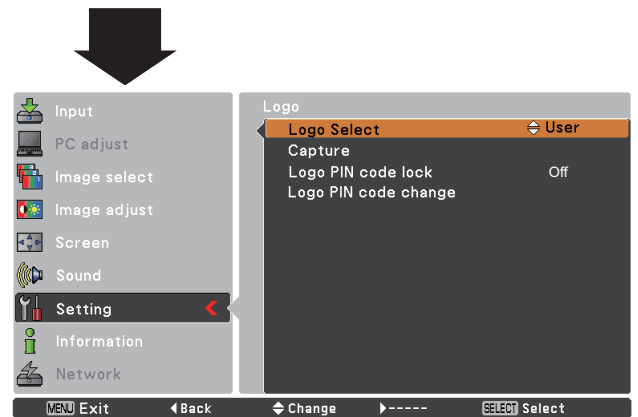 Input
PC adjust
Image select
Image adjust
Screen
Sound
Setting
Information
Network
Logo
Logo Select User
Capture
Logo PIN code lock Off
Logo PIN code change
MENU Exit Back Change ----- SELECT Select